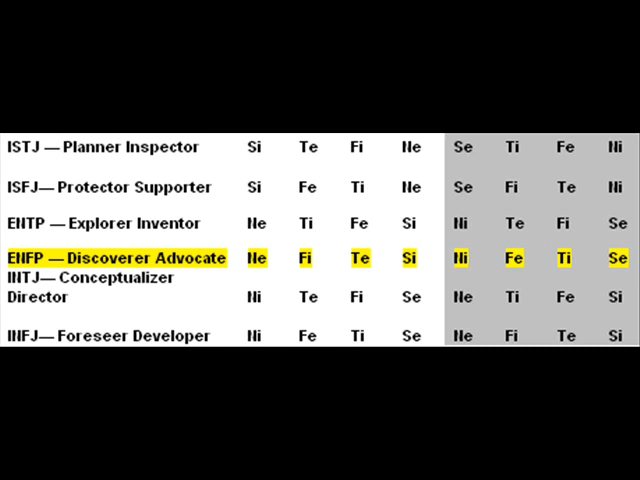 ISTJ — Planner Inspector Si Te Fi Ne Se Ti Fe Ni
ISFJ— Protector Supporter Si Fe Ti Ne Se Fi Te Ni
ENTP — Explorer Inventor Ne Ti Fe Si Ni Te Fi Se
ENFP — Discoverer Advocate Ne Fi Te Si Ni Fe Ti Se
INTJ— Conceptualizer
Director Ni Te Fi Se Ne Ti Fe Si
INFJ— Foreseer Developer Ni Fe Ti Se Ne Fi Te Si